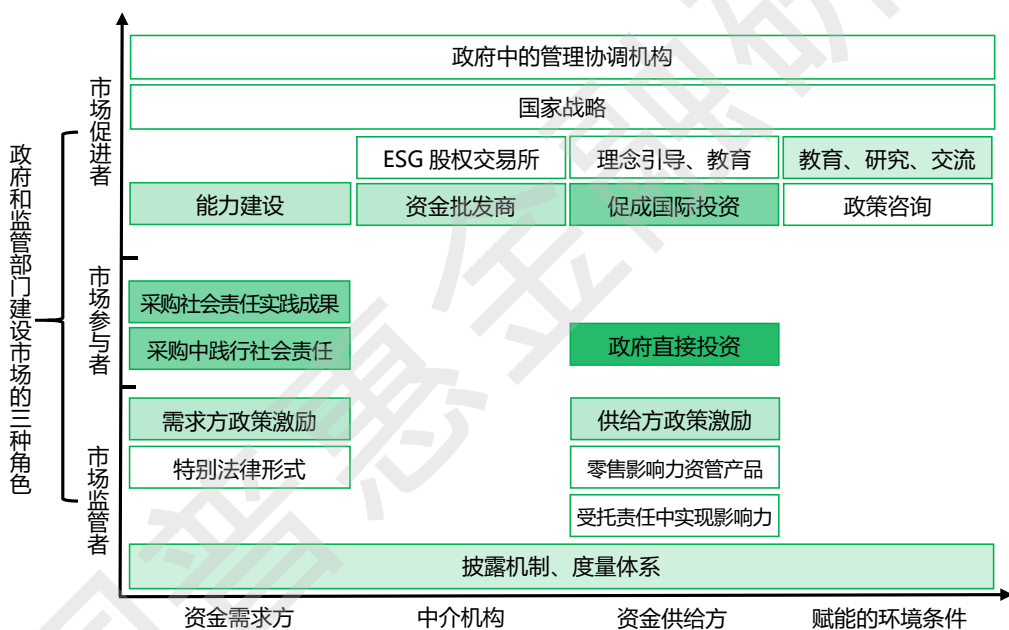 政府和监管部门建设市场的三种角色
市场促进者
政府中的管理协调机构
国家战略
ESG 股权交易所
理念引导、教育
教育、研究、交流
能力建设
资金批发商
促成国际投资
政策咨询
市场参与者
采购社会责任实践成果
采购中践行社会责任
政府直接投资
市场监管者
需求方政策激励
供给方政策激励
特别法律形式
零售影响力资管产品
受托责任中实现影响力
披露机制、度量体系
资金需求方
中介机构
资金供给方
赋能的环境条件
普惠金融研